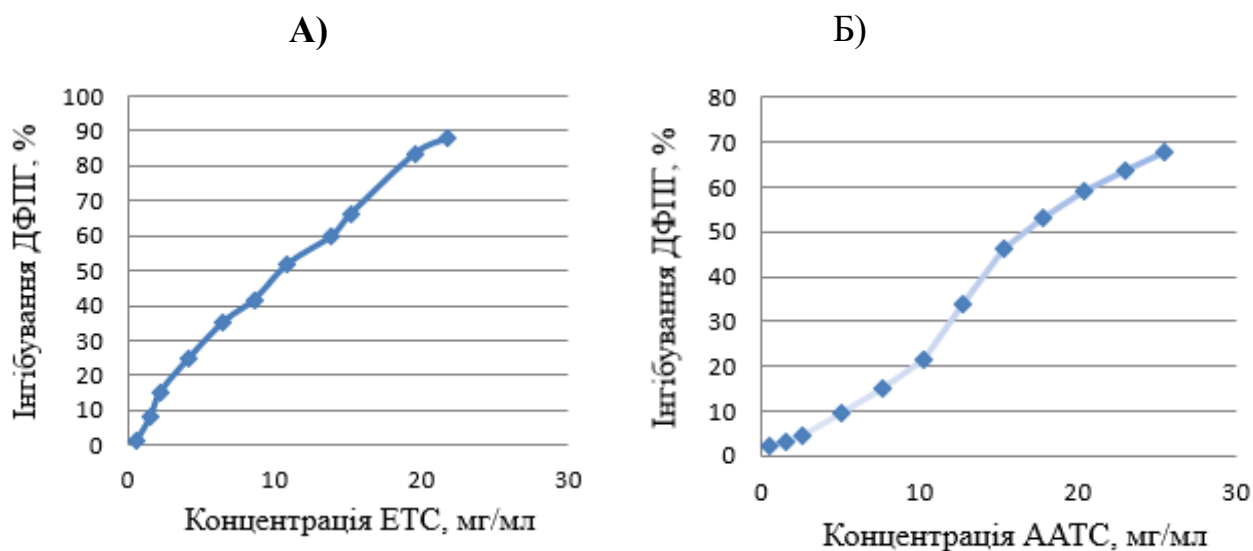 А)
Інгібування ДФПГ, %
100
90
80
70
60
50
40
30
20
10
0
0 10 20 30
Концентрація ЕТС, мг/мл
Б)
Інгібування ДФПГ, %
80
70
60
50
40
30
20
10
0
0 10 20 30
Концентрація ААТС, мг/мл